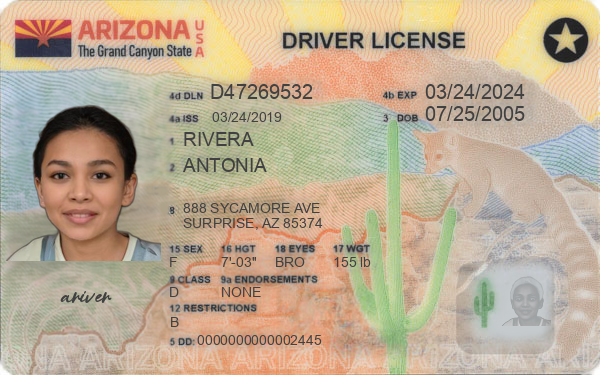 ARIZONA USA
The Grand Canyon State
DRIVER LICENSE
4d DLN D47269532
4b EXP 03/24/2024
4a ISS 03/24/2019
3 DOB 07/25/2005
1 RIVERA
2 ANTONIA
8 888 SYCAMORE AVE
SURPRISE, AZ 85374
15 SEX 16 HGT 18 EYES 17 WGT
F 7'-03" BRO 155 lb
9 CLASS 9a ENDORSEMENTS
D NONE
12 RESTRICTIONS
B
5 DD: 0000000000002445
ARIZONA ARIZONA ARIZONA ARIZONA